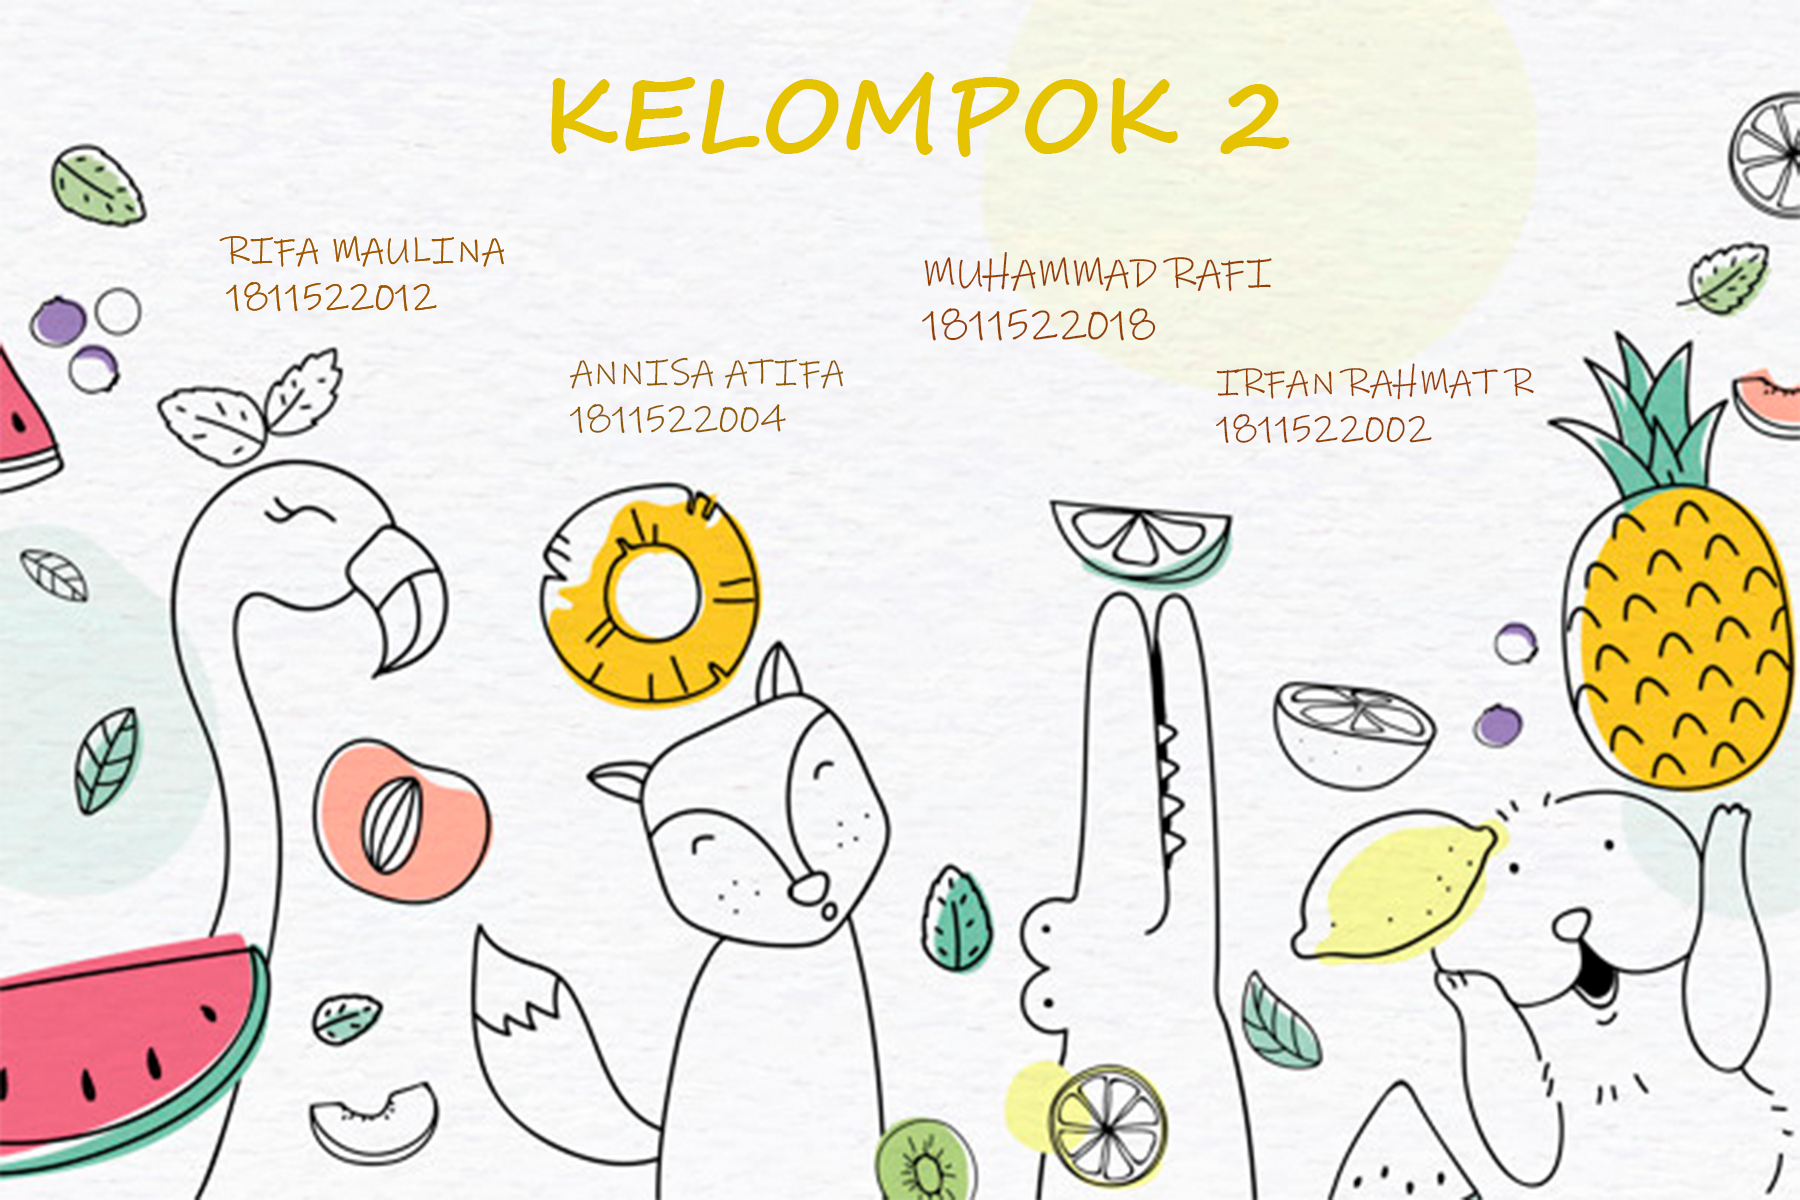 KELOMPOK 2
RIFA MAULINA
1811522012
MUHAMMAD RAFI
1811522018
ANNISA ATIFA
1811522004
IRFAN RAHMAT R
1811522002